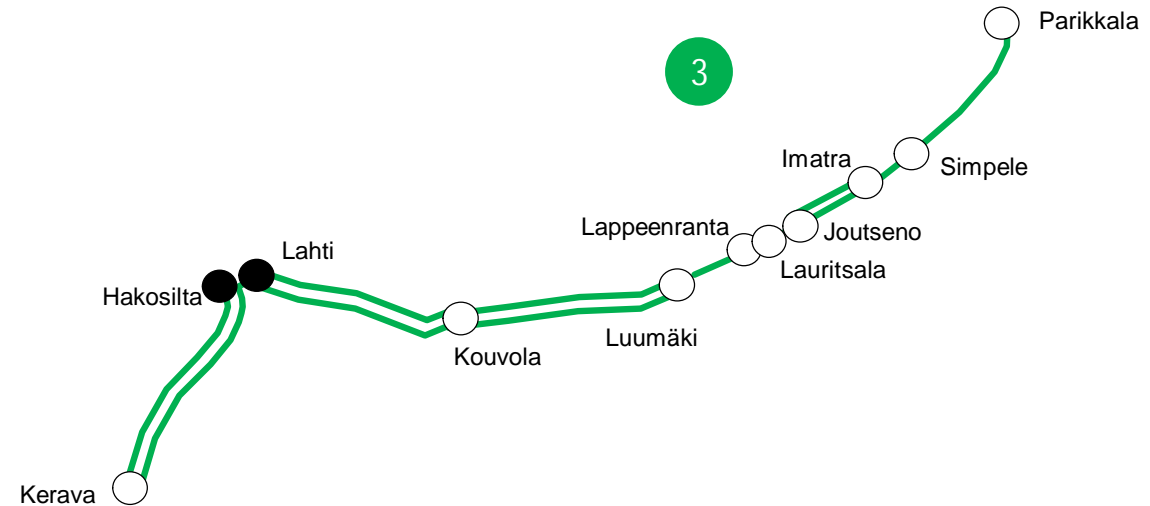 Parikkala
3
Imatra
Simpele
Lappeenranta
Joutseno
Lauritsala
Lahti
Hakosilta
Luumäki
Kouvola
Kerava